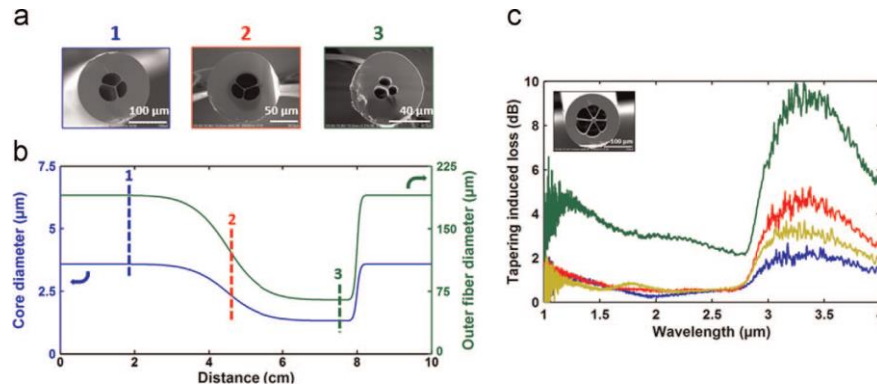 a
1
2
3
100 µm
50 µm
40 µm
b
7.5
5
2.5
0
Core diameter (µm)
1
2
3
225
150
75
0
Outer fiber diameter (µm)
0
2
4
6
8
10
Distance (cm)
c
10
8
6
4
2
0
Tapering induced loss (dB)
100 µm
1
1.5
2
2.5
3
3.5
4
Wavelength (µm)